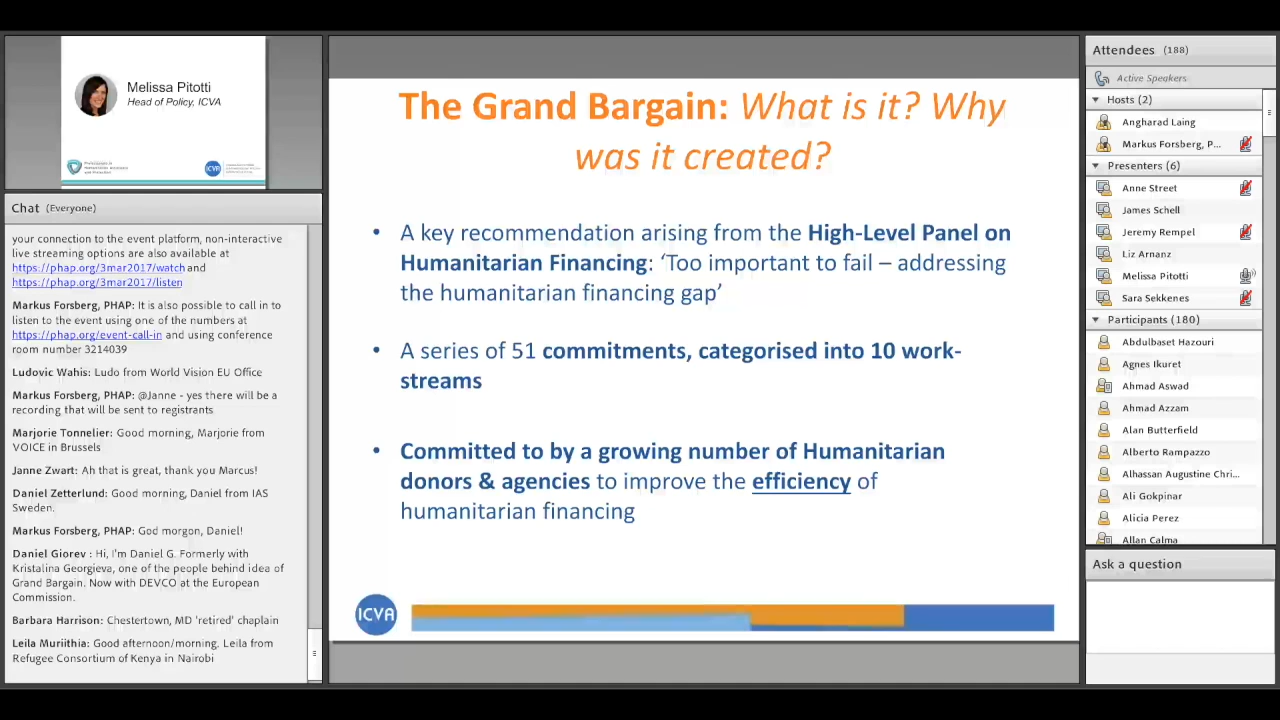 Melissa Pitotti
Head of Policy, ICVA
ICVA
Chat (Everyone)
your connection to the event platform, non-interactive
live streaming options are also available at
https://phap.org/3mar2017/watch and
https://phap.org/3mar2017/listen
Markus Forsberg, PHAP: It is also possible to call in to
listen to the event using one of the numbers at
https://phap.org/event-call-in and using conference
room number 3214039
Ludovic Wahis: Ludo from World Vision EU Office
Markus Forsberg, PHAP: @Janne - yes there will be a
recording that will be sent to registrants
Marjorie Tonnelier: Good morning, Marjorie from
VOICE in Brussels
Janne Zwart: Ah that is great, thank you Marcus!
Daniel Zetterlund: Good morning, Daniel from IAS
Sweden.
Markus Forsberg, PHAP: God morgon, Daniel!
Daniel Giorev : Hi, I'm Daniel G. Formerly with
Kristalina Georgieva, one of the people behind idea of
Grand Bargain. Now with DEVCO at the European
Commission.
Barbara Harrison: Chestertown, MD 'retired' chaplain
Leila Muriithia: Good afternoon/morning. Leila from
Refugee Consortium of Kenya in Nairobi
The Grand Bargain: What is it? Why
was it created?
• A key recommendation arising from the High-Level Panel on
Humanitarian Financing: ‘Too important to fail – addressing
the humanitarian financing gap’
• A series of 51 commitments, categorised into 10 work-
streams
• Committed to by a growing number of Humanitarian
donors & agencies to improve the efficiency of
humanitarian financing
ICVA
Attendees (188)
Active Speakers
Hosts (2)
Angharad Laing
Markus Forsberg, P...
Presenters (6)
Anne Street
James Schell
Jeremy Rempel
Liz Arnanz
Melissa Pitotti
Sara Sekkenes
Participants (180)
Abdulbaset Hazouri
Agnes Ikuret
Ahmad Aswad
Ahmad Azzam
Alan Butterfield
Alberto Rampazzo
Alhassan Augustine Chri...
Ali Gokpinar
Alicia Perez
Allan Calma
Ask a question